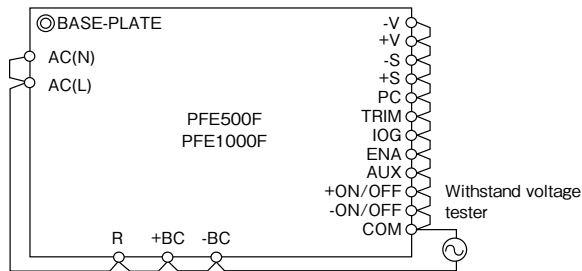 BASE-PLATE
AC(N)
AC(L)
PFE500F
PFE1000F
-V
+V
-S
+S
PC
TRIM
IOG
ENA
AUX
+ON/OFF
-ON/OFF
COM
Withstand voltage
tester
R +BC -BC